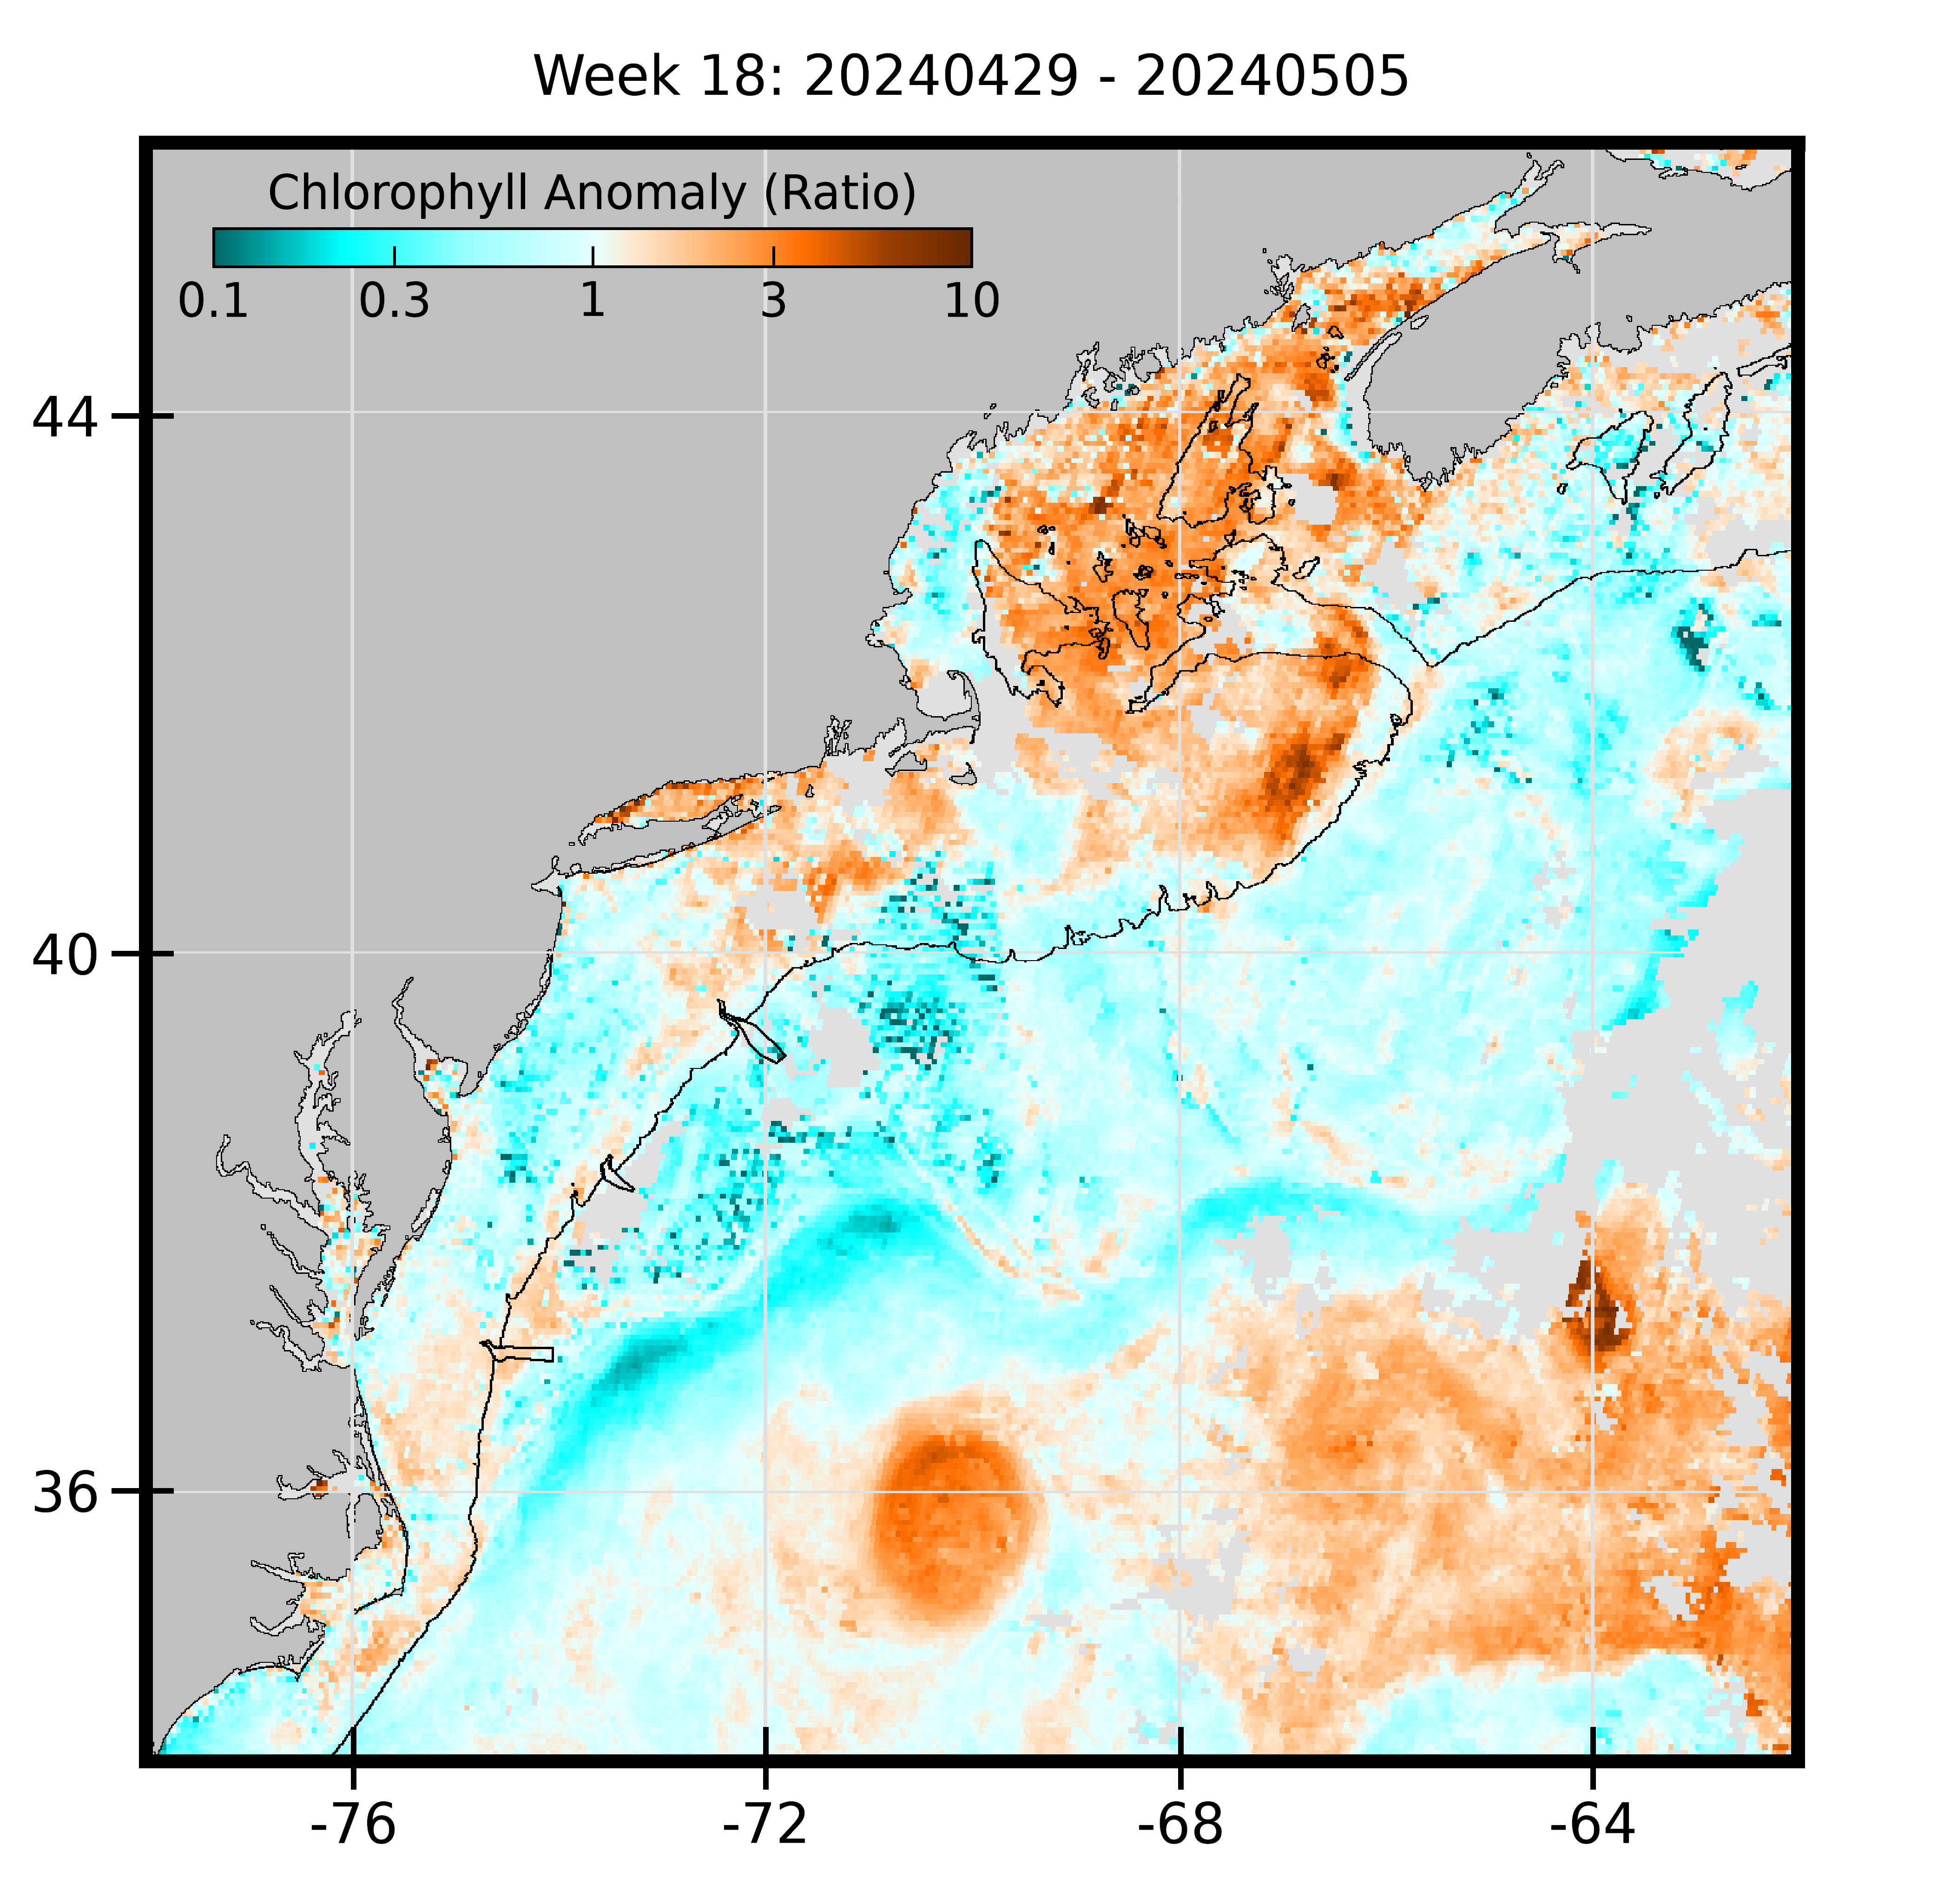 Week 18: 20240429 - 20240505
Chlorophyll Anomaly (Ratio)
0.1 0.3 1 3 10
44
40
36
-76 -72 -68 -64